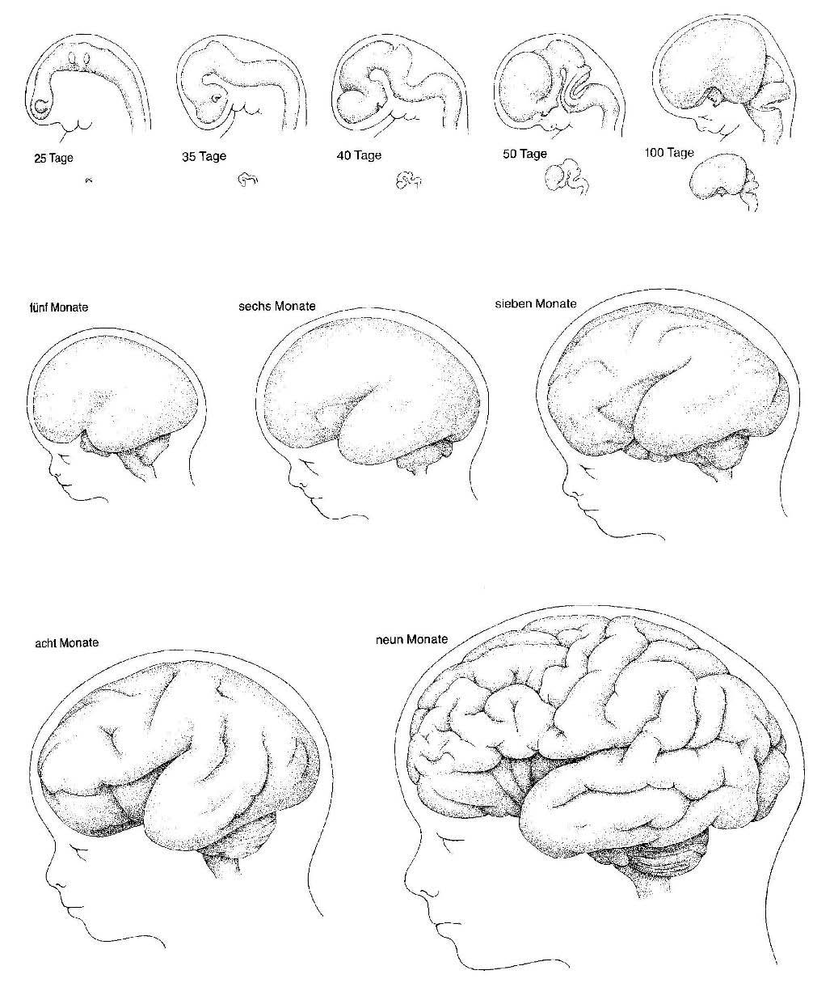 25 Tage
35 Tage
40 Tage
50 Tage
100 Tage
fünf Monate
sechs Monate
sieben Monate
acht Monate
neun Monate